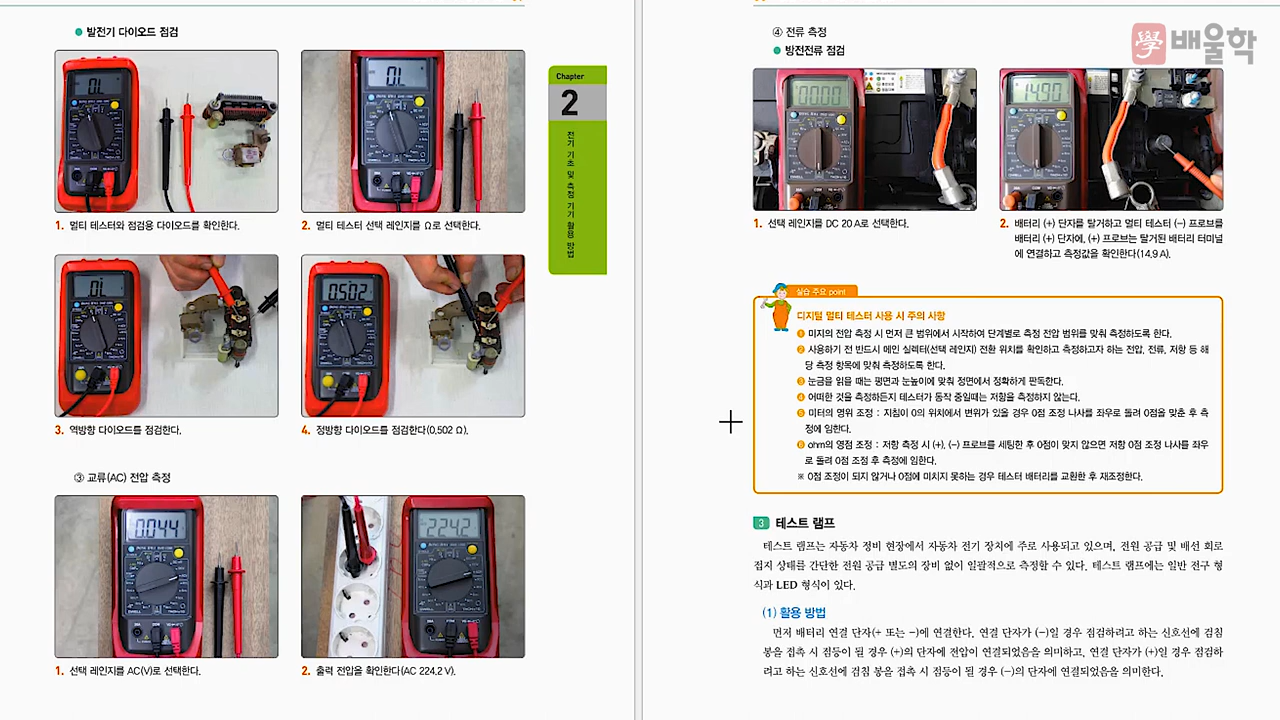 발전기 다이오드 점검
1. 멀티 테스터와 점검용 다이오드를 확인한다.
2. 멀티 테스터 선택 레인지를 Ω로 선택한다.
0.502
3. 역방향 다이오드를 점검한다.
4. 정방향 다이오드를 점검한다(0.502 Ω).
③ 교류(AC) 전압 측정
0.044
224.2
1. 선택 레인지를 AC(V)로 선택한다.
2. 출력 전압을 확인한다(AC 224.2 V).
Chapter
2
전기 기초 및 측정 기기 활용 방법
學 배울학
④ 전류 측정
방전전류 점검
0.000
14.90
1. 선택 레인지를 DC 20 A로 선택한다.
2. 배터리 (+) 단자를 탈거하고 멀티 테스터 (-) 프로브를
배터리 (+) 단자에, (+) 프로브는 탈거된 배터리 터미널
에 연결하고 측정값을 확인한다(14.9 A).
실습 주요 point
디지털 멀티 테스터 사용 시 주의 사항
❶ 미지의 전압 측정 시 먼저 큰 범위에서 시작하여 단계별로 측정 전압 범위를 맞춰 측정하도록 한다.
❷ 사용하기 전 반드시 메인 실렉터(선택 레인지) 전환 위치를 확인하고 측정하고자 하는 전압, 전류, 저항 등 해
당 측정 항목에 맞춰 측정하도록 한다.
❸ 눈금을 읽을 때는 평면과 눈높이에 맞춰 정면에서 정확하게 판독한다.
❹ 어떠한 것을 측정하든지 테스터가 동작 중일때는 저항을 측정하지 않는다.
❺ 미터의 영위 조정 : 지침이 0의 위치에서 변위가 있을 경우 0점 조정 나사를 좌우로 돌려 0점을 맞춘 후 측
정에 임한다.
❻ ohm의 영점 조정 : 저항 측정 시 (+), (-) 프로브를 세팅한 후 0점이 맞지 않으면 저항 0점 조정 나사를 좌우
로 돌려 0점 조정 후 측정에 임한다.
※ 0점 조정이 되지 않거나 0점에 미치지 못하는 경우 테스터 배터리를 교환한 후 재조정한다.
3 테스트 램프
테스트 램프는 자동차 정비 현장에서 자동차 전기 장치에 주로 사용되고 있으며, 전원 공급 및 배선 회로
접지 상태를 간단한 전원 공급 별도의 장비 없이 일괄적으로 측정할 수 있다. 테스트 램프에는 일반 전구 형
식과 LED 형식이 있다.
(1) 활용 방법
먼저 배터리 연결 단자(+ 또는 -)에 연결한다. 연결 단자가 (-)일 경우 점검하려고 하는 신호선에 검침
봉을 접촉 시 점등이 될 경우 (+)의 단자에 전압이 연결되었음을 의미하고, 연결 단자가 (+)일 경우 점검하
려고 하는 신호선에 검침 봉을 접촉 시 점등이 될 경우 (-)의 단자에 연결되었음을 의미한다.